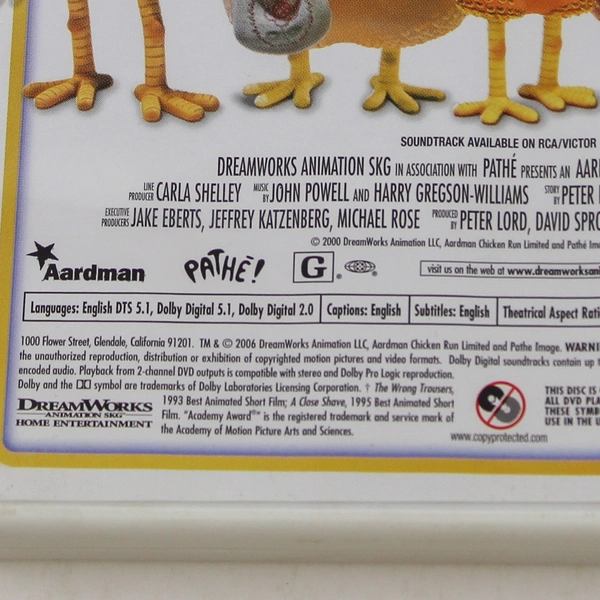 SOUNDTRACK AVAILABLE ON RCA/VICTOR
DREAMWORKS ANIMATION SKG IN ASSOCIATION WITH PATHÉ PRESENTS AN
LINE PRODUCER CARLA SHELLEY MUSIC BY JOHN POWELL AND HARRY GREGSON-WILLIAMS STORY BY PETER
EXECUTIVE PRODUCERS JAKE EBERTS, JEFFREY KATZENBERG, MICHAEL ROSE PRODUCED BY PETER LORD, DAVID
© 2000 DreamWorks Animation LLC, Aardman Chicken Run Limited and Pathé
Aardman PATHÉ! G visit us on the web at www.dreamworksani
Languages: English DTS 5.1, Dolby Digital 5.1, Dolby Digital 2.0 Captions: English Subtitles: English Theatrical Aspect
1000 Flower Street, Glendale, California 91201. TM & © 2006 DreamWorks Animation LLC, Aardman Chicken Run Limited and Pathe Image.
the unauthorized reproduction, distribution or exhibition of copyrighted motion pictures and video formats. Dolby Digital soundtracks contain up
encoded audio. Playback from 2-channel DVD outputs is compatible with stereo and Dolby Pro Logic reproduction.
Dolby and the DD symbol are trademarks of Dolby Laboratories Licensing Corporation. † The Wrong Trousers,
1993 Best Animated Short Film; A Close Shave, 1995 Best Animated Short
Film. "Academy Award®" is the registered trademark and service mark of
the Academy of Motion Picture Arts and Sciences.
DREAMWORKS
ANIMATION SKG
HOME ENTERTAINMENT
www.copyprotected.com
THIS DISC IS
ALL DVD
THESE
USE IN THE